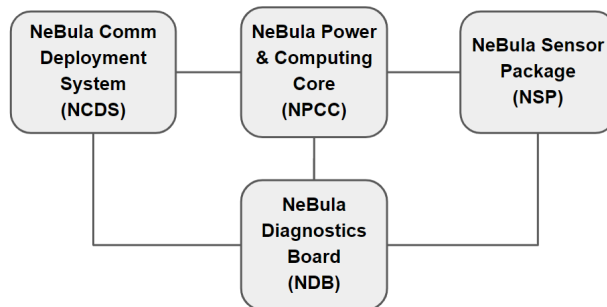 NeBula Comm
Deployment
System
(NCDS)
NeBula Power
& Computing
Core
(NPCC)
NeBula Sensor
Package
(NSP)
NeBula
Diagnostics
Board
(NDB)